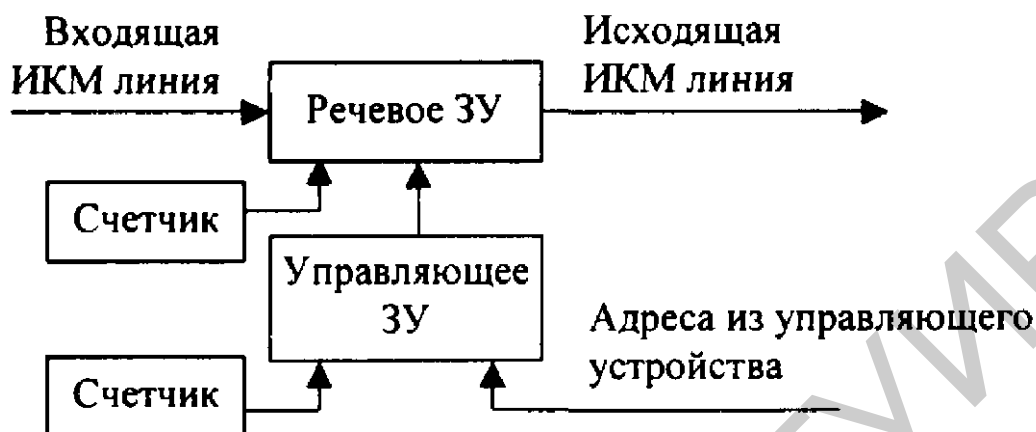 Входящая
ИКМ линия
Исходящая
ИКМ линия
Речевое ЗУ
Счетчик
Управляющее
ЗУ
Адреса из управляющего
устройства
Счетчик